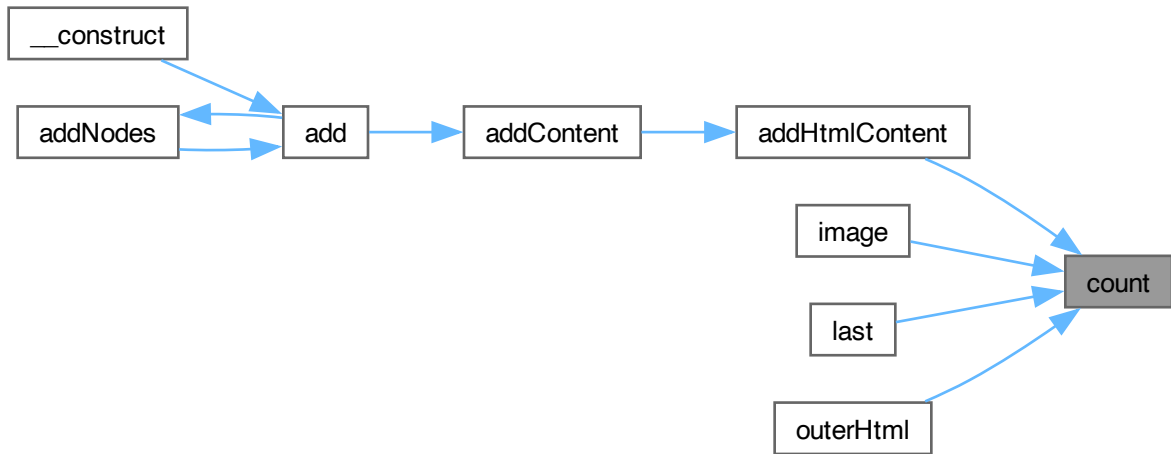 __construct
addNodes
add
addContent
addHtmlContent
image
last
outerHtml
count